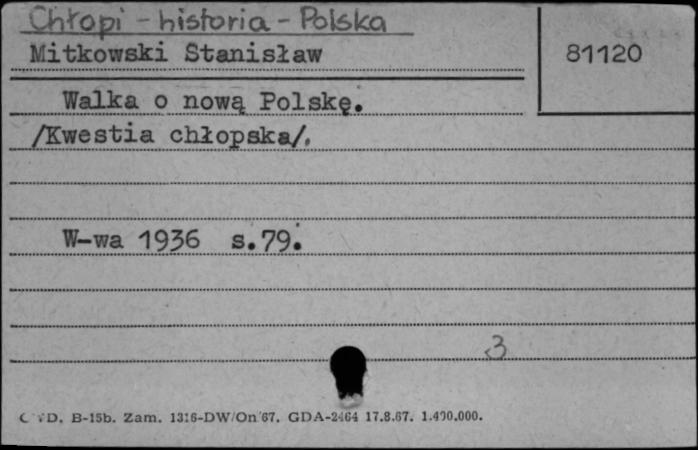 Chłopi - historia - Polska
Mitkowski Stanisław
81120
Walka o nową Polskę.
/Kwestia chłopska/.
W-wa 1936 s.79.
3
B-15b. Zam. 1316-DW/On/67. GDA-2464 17.8.67. 1.400.000.